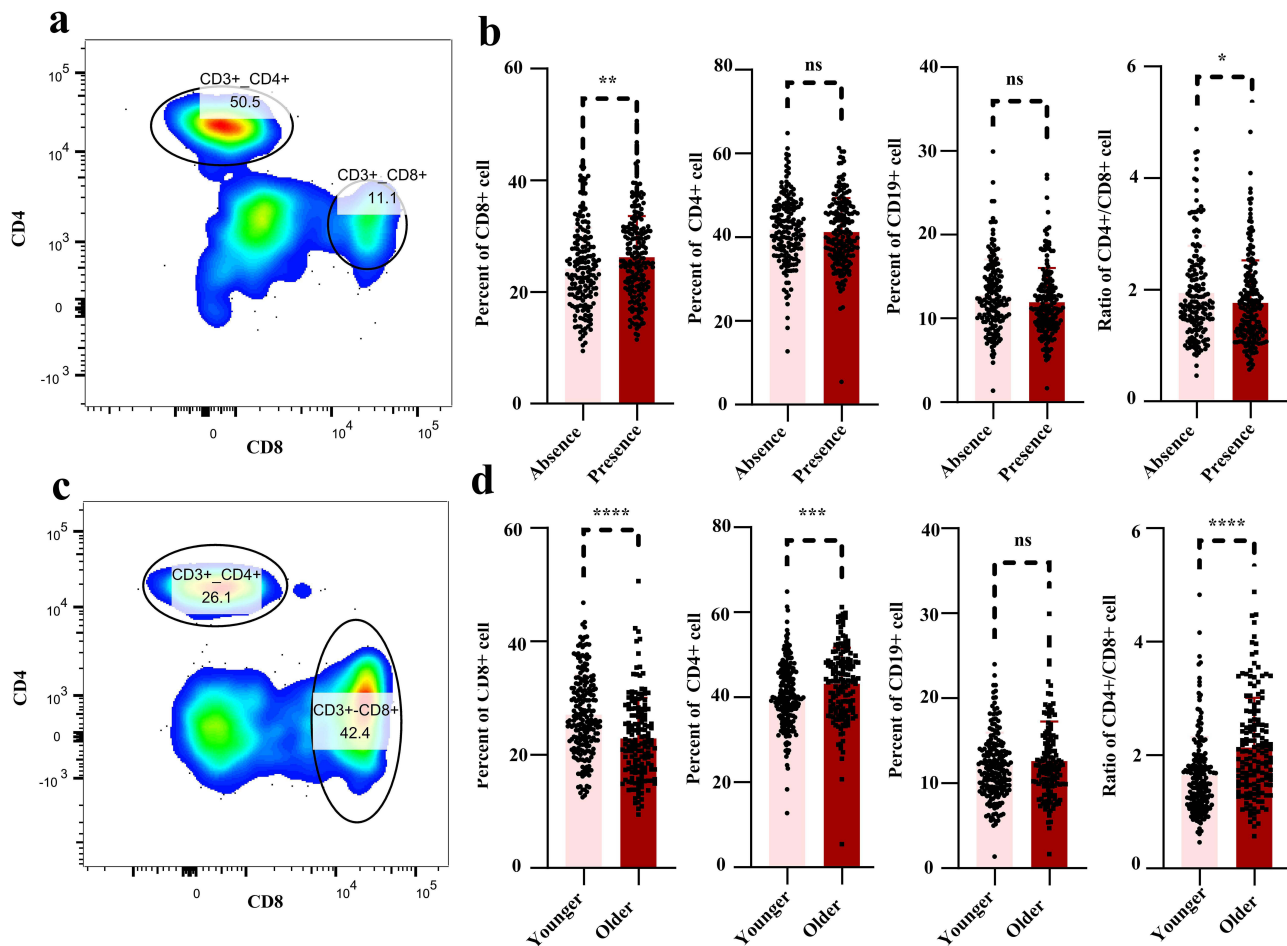 a
10^5
10^4
10^3
0
-10^3
CD4
CD3+_CD4+
50.5
CD3+_CD8+
11.1
0
10^4
10^5
CD8
b
60
40
20
0
Percent of CD8+ cell
**
Absence
Presence
80
60
40
20
0
Percent of CD4+ cell
ns
Absence
Presence
40
30
20
10
0
Percent of CD19+ cell
ns
Absence
Presence
6
4
2
0
Ratio of CD4+/CD8+ cell
*
Absence
Presence
c
10^5
10^4
10^3
0
-10^3
CD4
CD3+_CD4+
26.1
CD3+-CD8+
42.4
0
10^4
10^5
CD8
d
60
40
20
0
Percent of CD8+ cell
****
Younger
Older
80
60
40
20
0
Percent of CD4+ cell
***
Younger
Older
40
30
20
10
0
Percent of CD19+ cell
ns
Younger
Older
6
4
2
0
Ratio of CD4+/CD8+ cell
****
Younger
Older